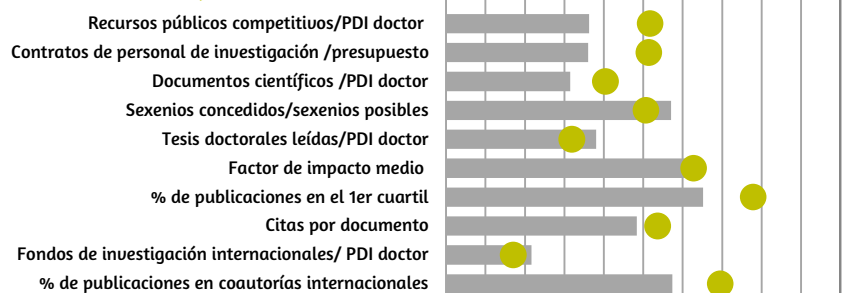 Recursos públicos competitivos/PDI doctor
Contratos de personal de investigación /presupuesto
Documentos científicos /PDI doctor
Sexenios concedidos/sexenios posibles
Tesis doctorales leídas/PDI doctor
Factor de impacto medio
% de publicaciones en el 1er cuartil
Citas por documento
Fondos de investigación internacionales/ PDI doctor
% de publicaciones en coautorías internacionales